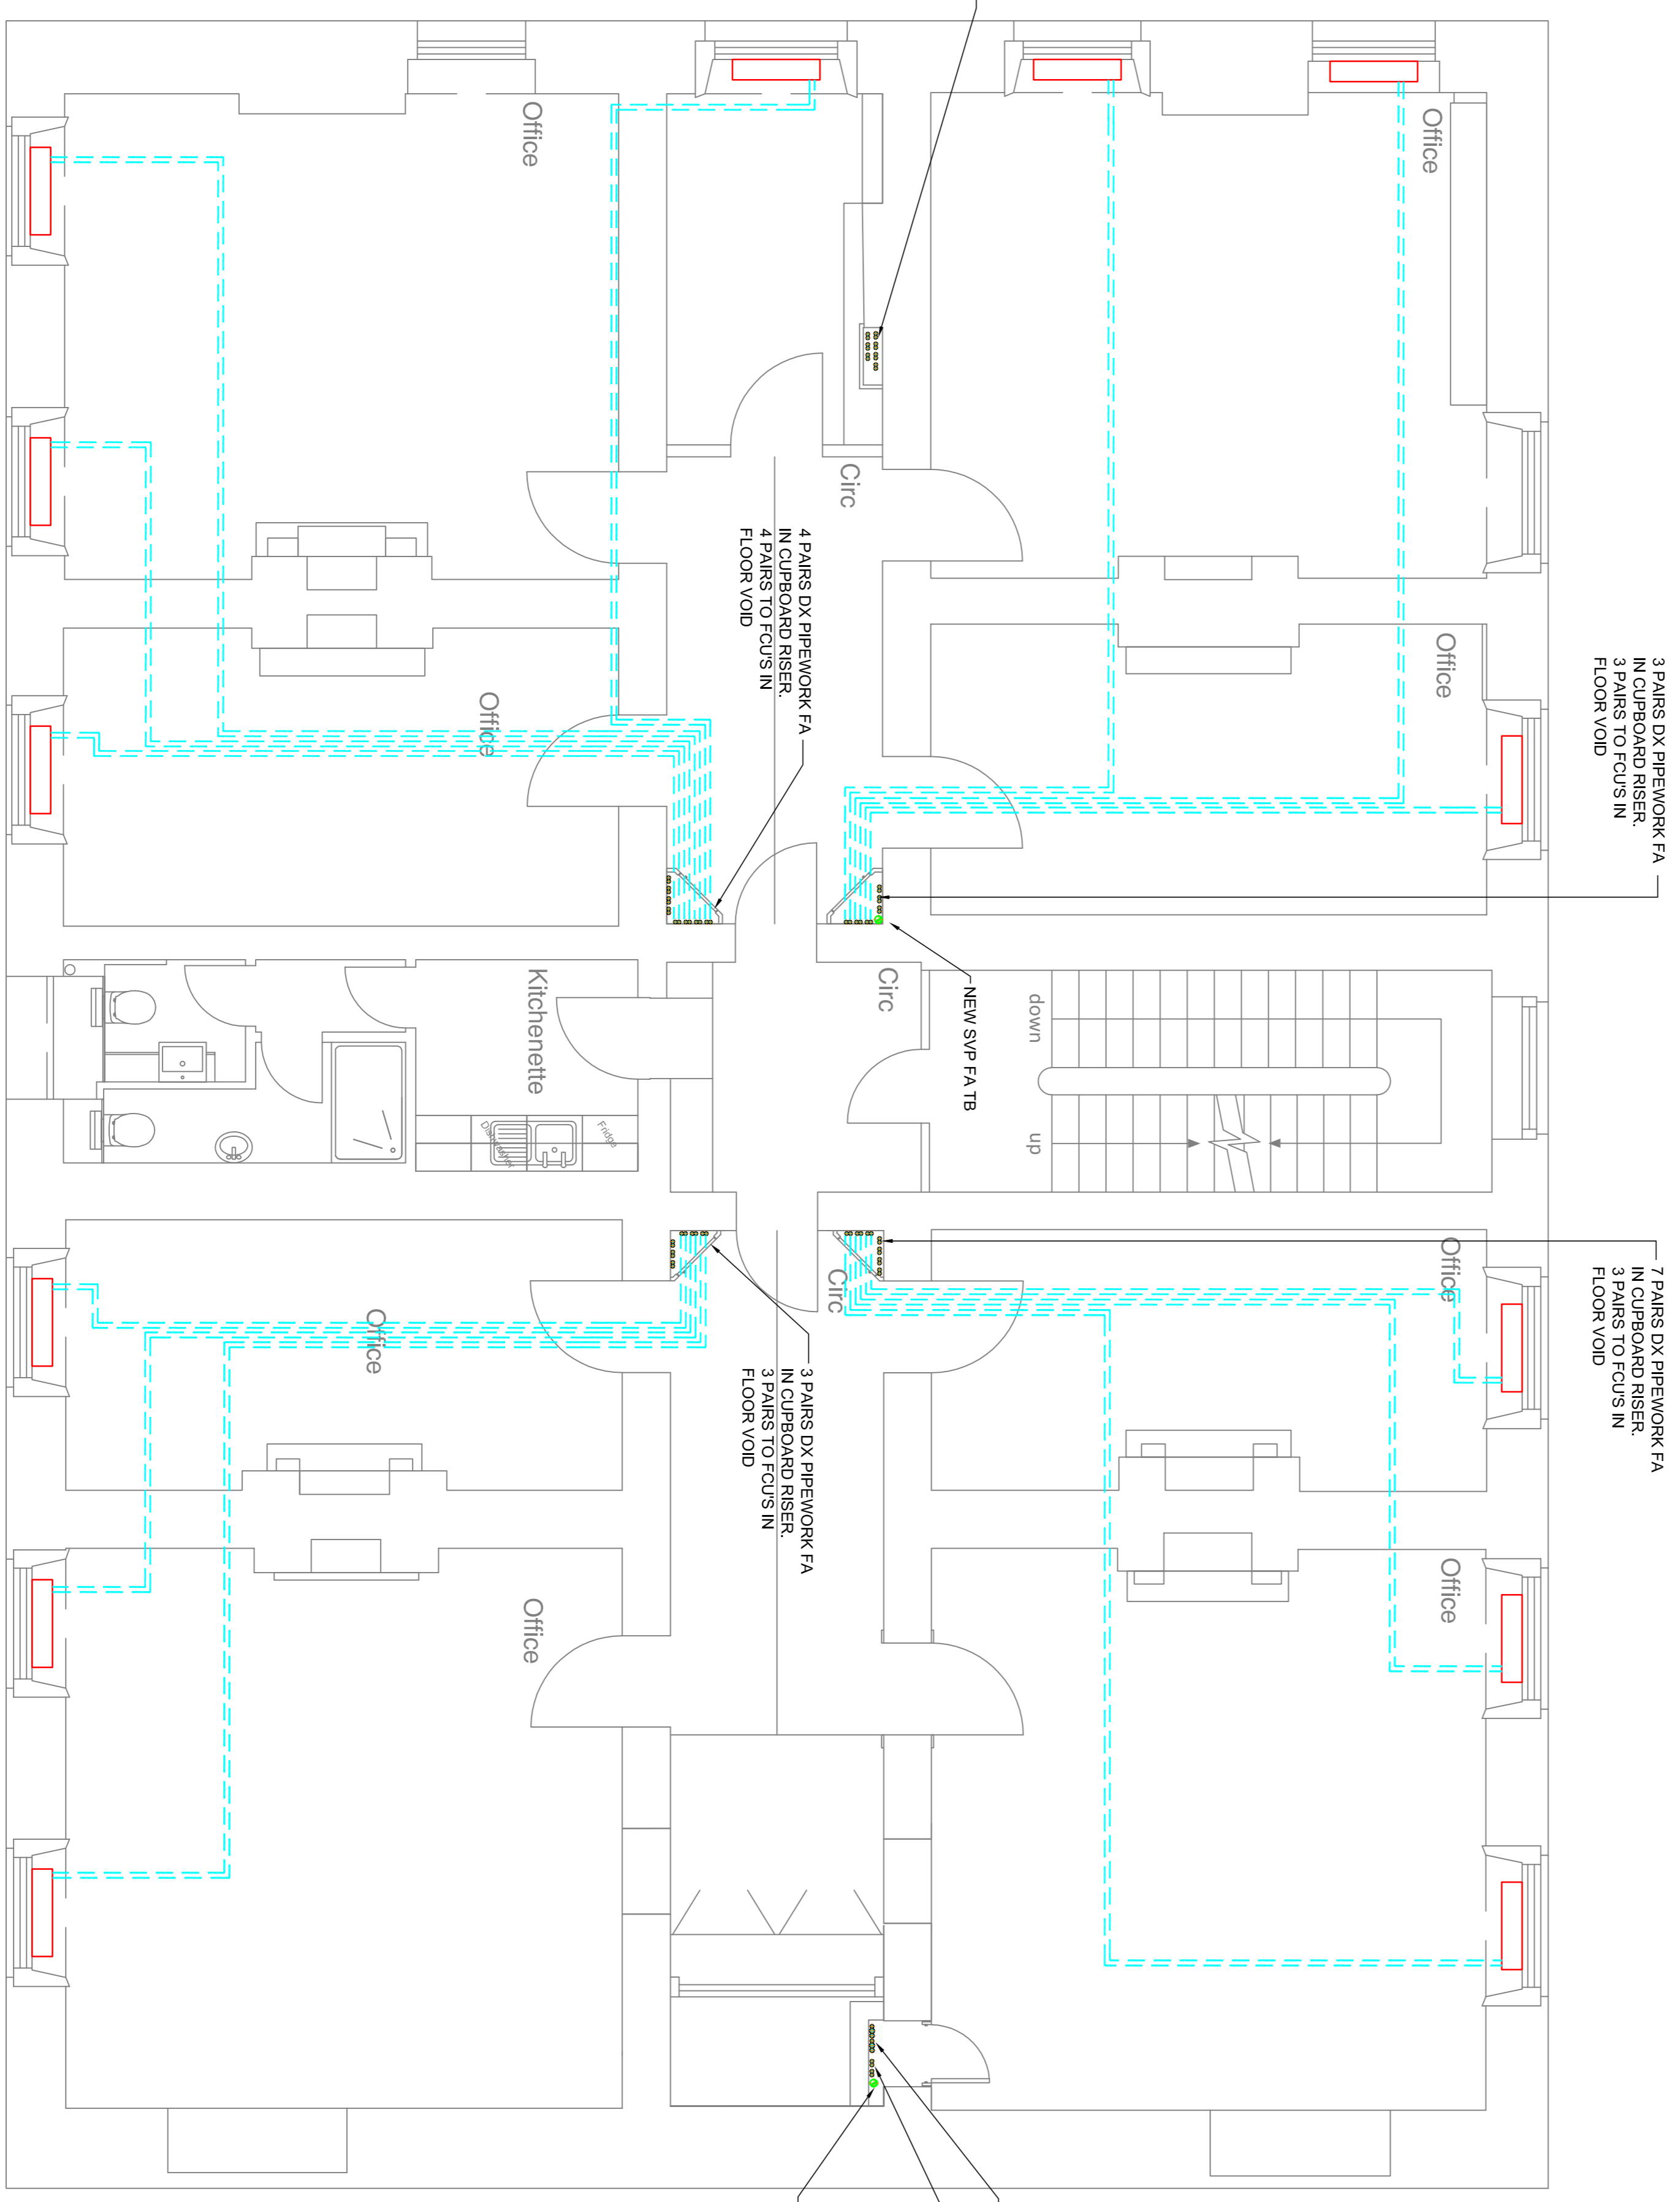 3 PAIRS DX PIPEWORK FA
IN CUPBOARD RISER.
3 PAIRS TO FCU'S IN
FLOOR VOID
7 PAIRS DX PIPEWORK FA
IN CUPBOARD RISER.
3 PAIRS TO FCU'S IN
FLOOR VOID
Office
Office
Office
Office
Circ
4 PAIRS DX PIPEWORK FA
IN CUPBOARD RISER.
4 PAIRS TO FCU'S IN
FLOOR VOID
NEW SVP FA TB
Circ
down
up
Circ
3 PAIRS DX PIPEWORK FA
IN CUPBOARD RISER.
3 PAIRS TO FCU'S IN
FLOOR VOID
Office
Office
Kitchenette
Fridge
Dishwasher
Office
Office